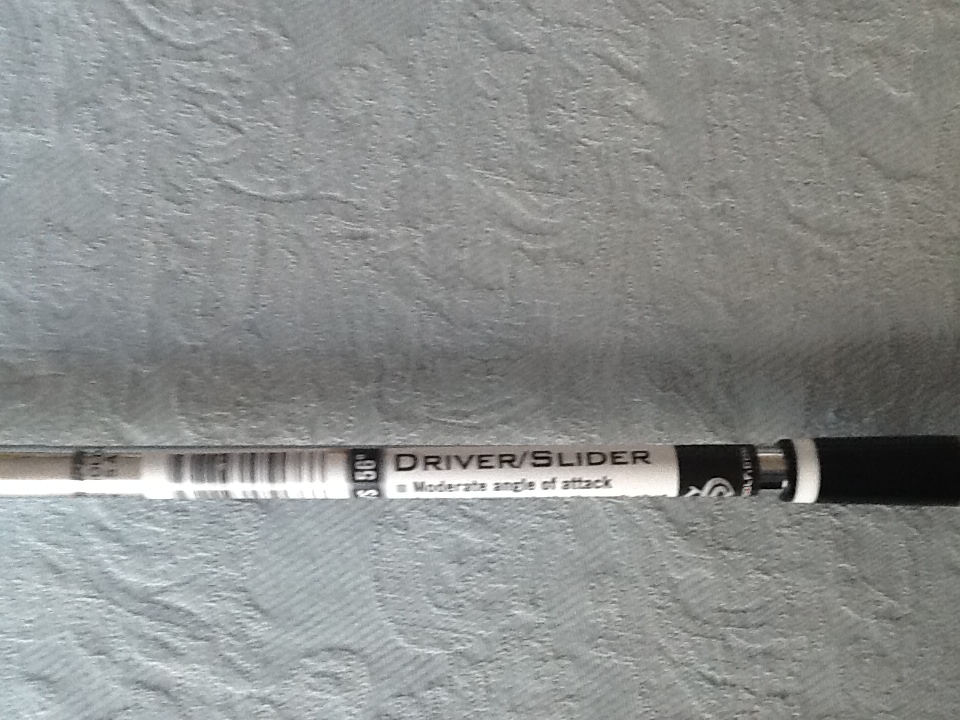 S 56°
DRIVER/SLIDER
Moderate angle of attack